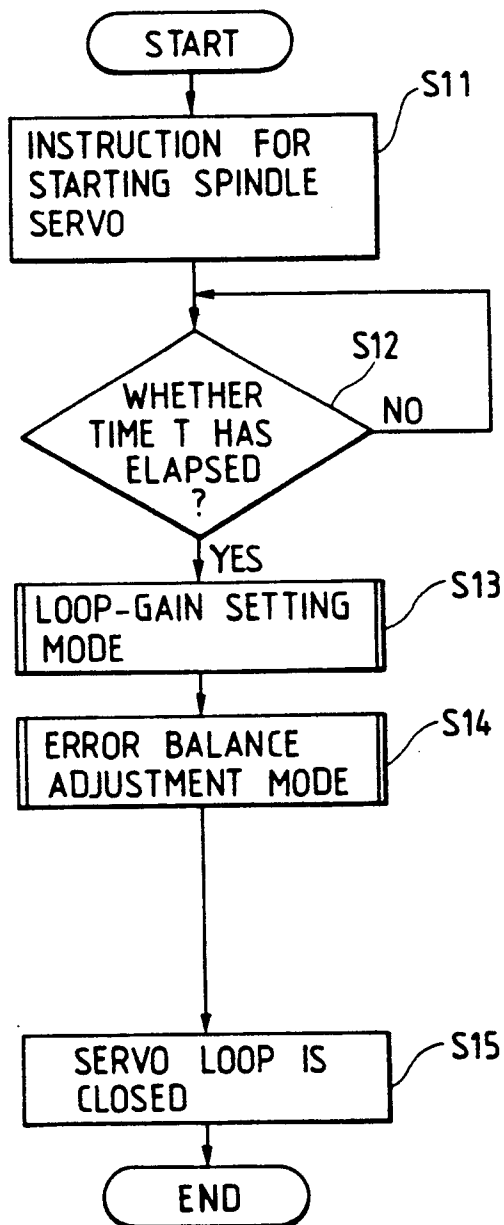 START
S11
INSTRUCTION FOR
STARTING SPINDLE
SERVO
S12
WHETHER
TIME T HAS
ELAPSED
?
NO
YES
S13
LOOP-GAIN SETTING
MODE
S14
ERROR BALANCE
ADJUSTMENT MODE
S15
SERVO LOOP IS
CLOSED
END